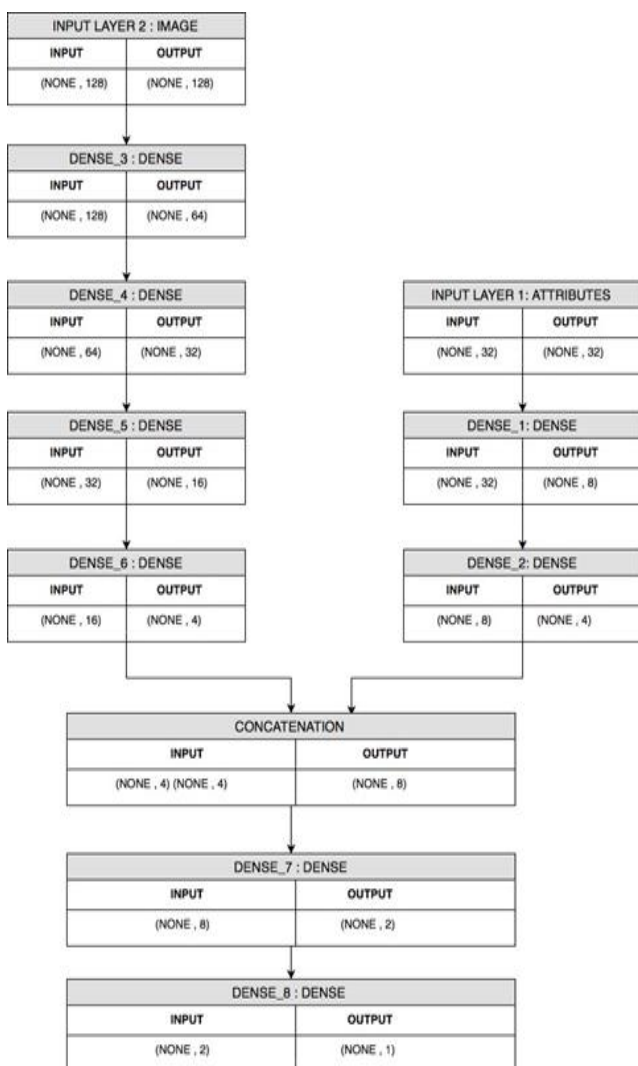 INPUT LAYER 2 : IMAGE
INPUT OUTPUT
(NONE , 128) (NONE , 128)
DENSE_3 : DENSE
INPUT OUTPUT
(NONE , 128) (NONE , 64)
DENSE_4 : DENSE
INPUT OUTPUT
(NONE , 64) (NONE , 32)
DENSE_5 : DENSE
INPUT OUTPUT
(NONE , 32) (NONE , 16)
DENSE_6 : DENSE
INPUT OUTPUT
(NONE , 16) (NONE , 4)
INPUT LAYER 1: ATTRIBUTES
INPUT OUTPUT
(NONE , 32) (NONE , 32)
DENSE_1: DENSE
INPUT OUTPUT
(NONE , 32) (NONE , 8)
DENSE_2: DENSE
INPUT OUTPUT
(NONE , 8) (NONE , 4)
CONCATENATION
INPUT OUTPUT
(NONE , 4) (NONE , 4) (NONE , 8)
DENSE_7 : DENSE
INPUT OUTPUT
(NONE , 8) (NONE , 2)
DENSE_8 : DENSE
INPUT OUTPUT
(NONE , 2) (NONE , 1)